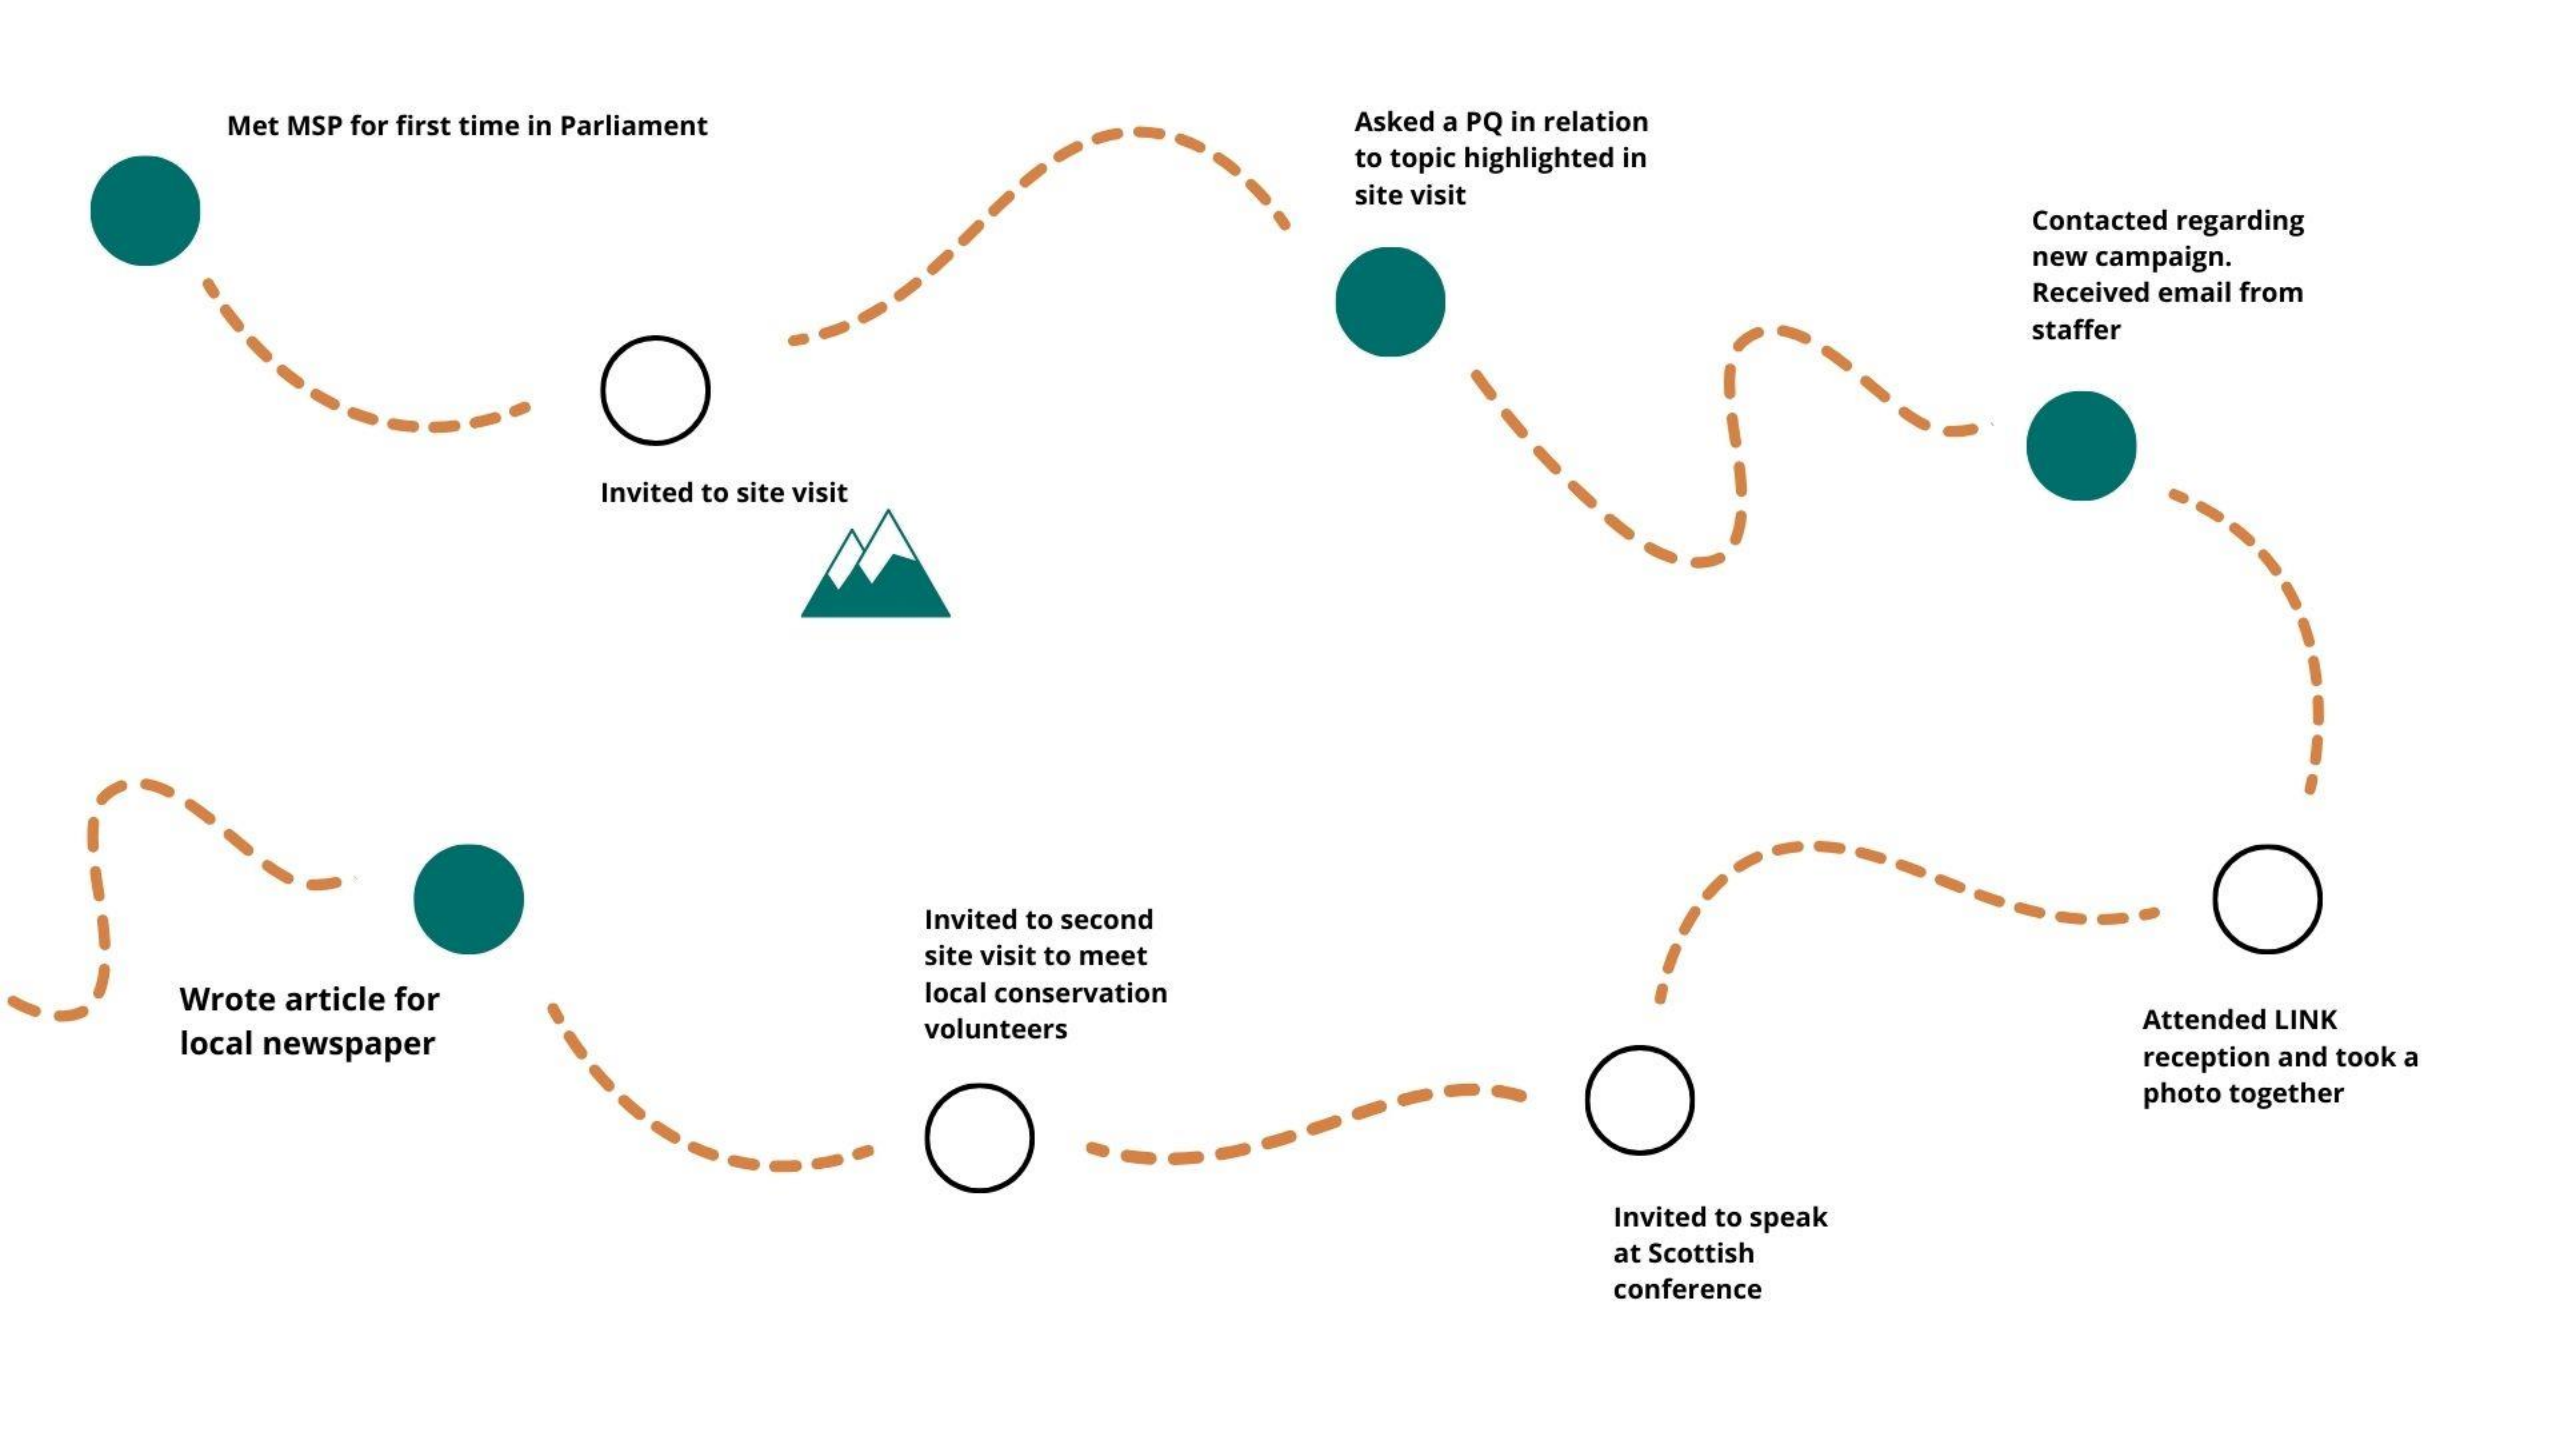 Met MSP for first time in Parliament
Invited to site visit
Asked a PQ in relation
to topic highlighted in
site visit
Contacted regarding
new campaign.
Received email from
staffer
Attended LINK
reception and took a
photo together
Invited to speak
at Scottish
conference
Invited to second
site visit to meet
local conservation
volunteers
Wrote article for
local newspaper